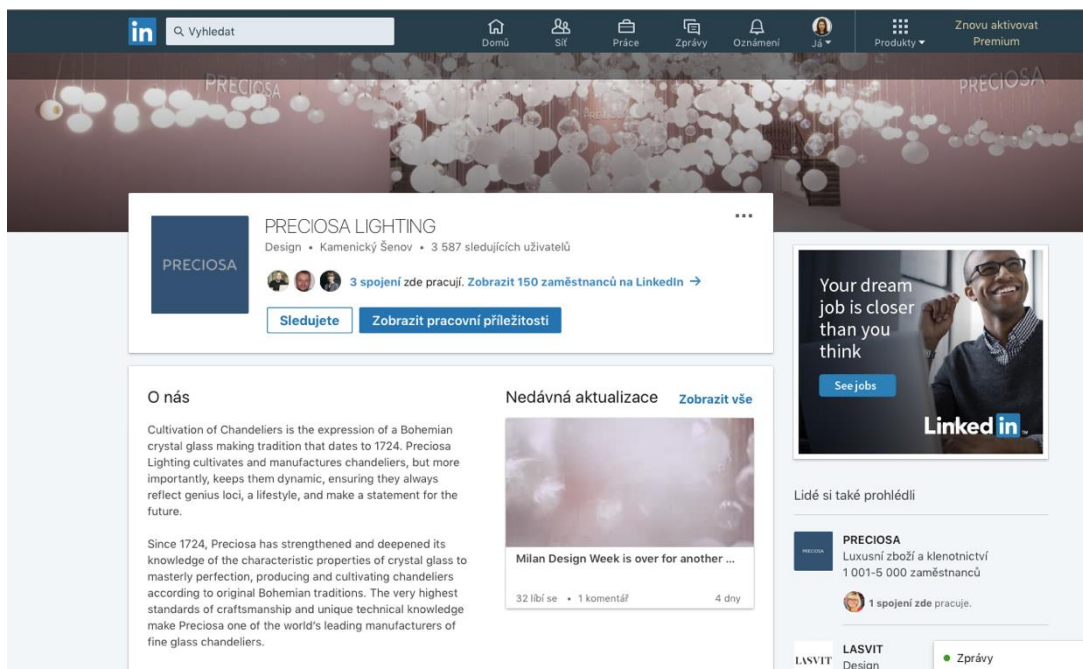 in
Vyhledat
Domů
Síť
Práce
Zprávy
Oznámení
Já
Produkty
Znovu aktivovat
Premium
PRECIOSA
PRECIOSA
PRECIOSA
PRECIOSA LIGHTING
Design • Kamenický Šenov • 3 587 sledujících uživatelů
3 spojení zde pracují. Zobrazit 150 zaměstnanců na LinkedIn →
Sledujete
Zobrazit pracovní příležitosti
O nás
Cultivation of Chandeliers is the expression of a Bohemian
crystal glass making tradition that dates to 1724. Preciosa
Lighting cultivates and manufactures chandeliers, but more
importantly, keeps them dynamic, ensuring they always
reflect genius loci, a lifestyle, and make a statement for the
future.
Since 1724, Preciosa has strengthened and deepened its
knowledge of the characteristic properties of crystal glass to
masterly perfection, producing and cultivating chandeliers
according to original Bohemian traditions. The very highest
standards of craftsmanship and unique technical knowledge
make Preciosa one of the world's leading manufacturers of
fine glass chandeliers.
Nedávná aktualizace
Zobrazit vše
Milan Design Week is over for another ...
32 líbí se • 1 komentář
4 dny
Your dream
job is closer
than you
think
See jobs
Linked in
Lidé si také prohlédli
PRECIOSA
PRECIOSA
Luxusní zboží a klenotnictví
1 001-5 000 zaměstnanců
1 spojení zde pracuje.
LASVIT
LASVIT
Design
Zprávy